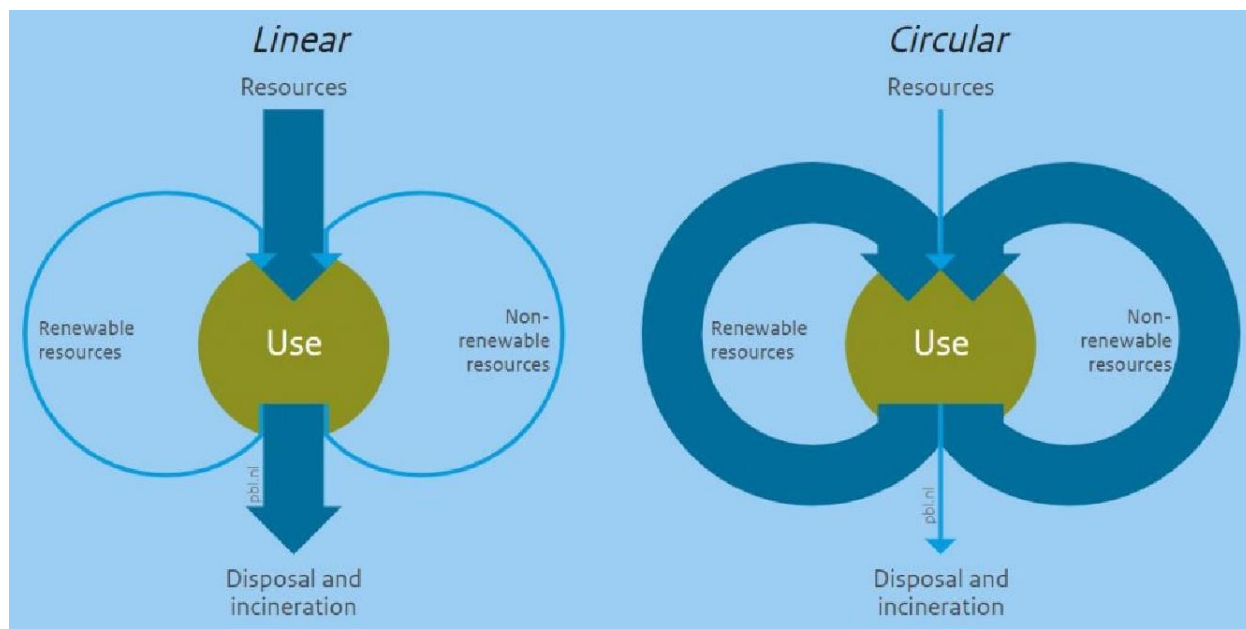 Linear
Resources
Renewable
resources
Use
Non-
renewable
resources
pbl.nl
Disposal and
incineration
Circular
Resources
Renewable
resources
Use
Non-
renewable
resources
pbl.nl
Disposal and
incineration